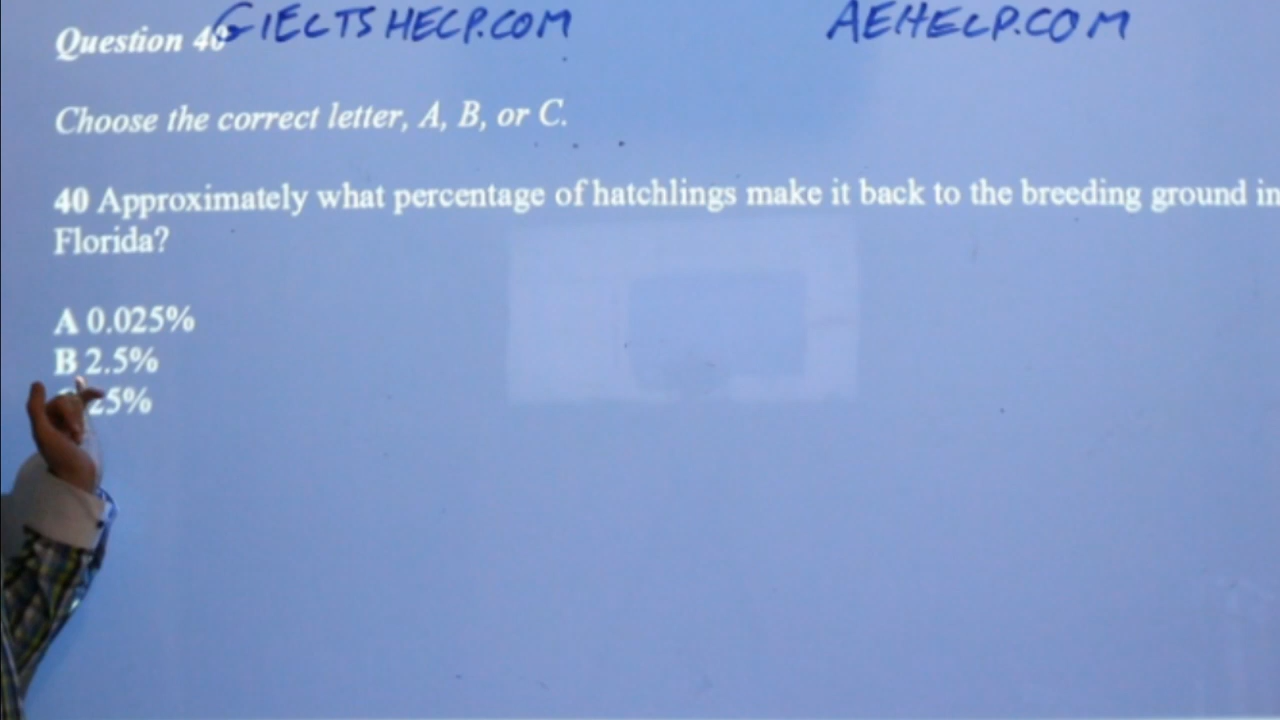 Question 40 GIELTSHELP.COM AEHELP.COM
Choose the correct letter, A, B, or C.
40 Approximately what percentage of hatchlings make it back to the breeding ground in
Florida?
A 0.025%
B 2.5%
25%